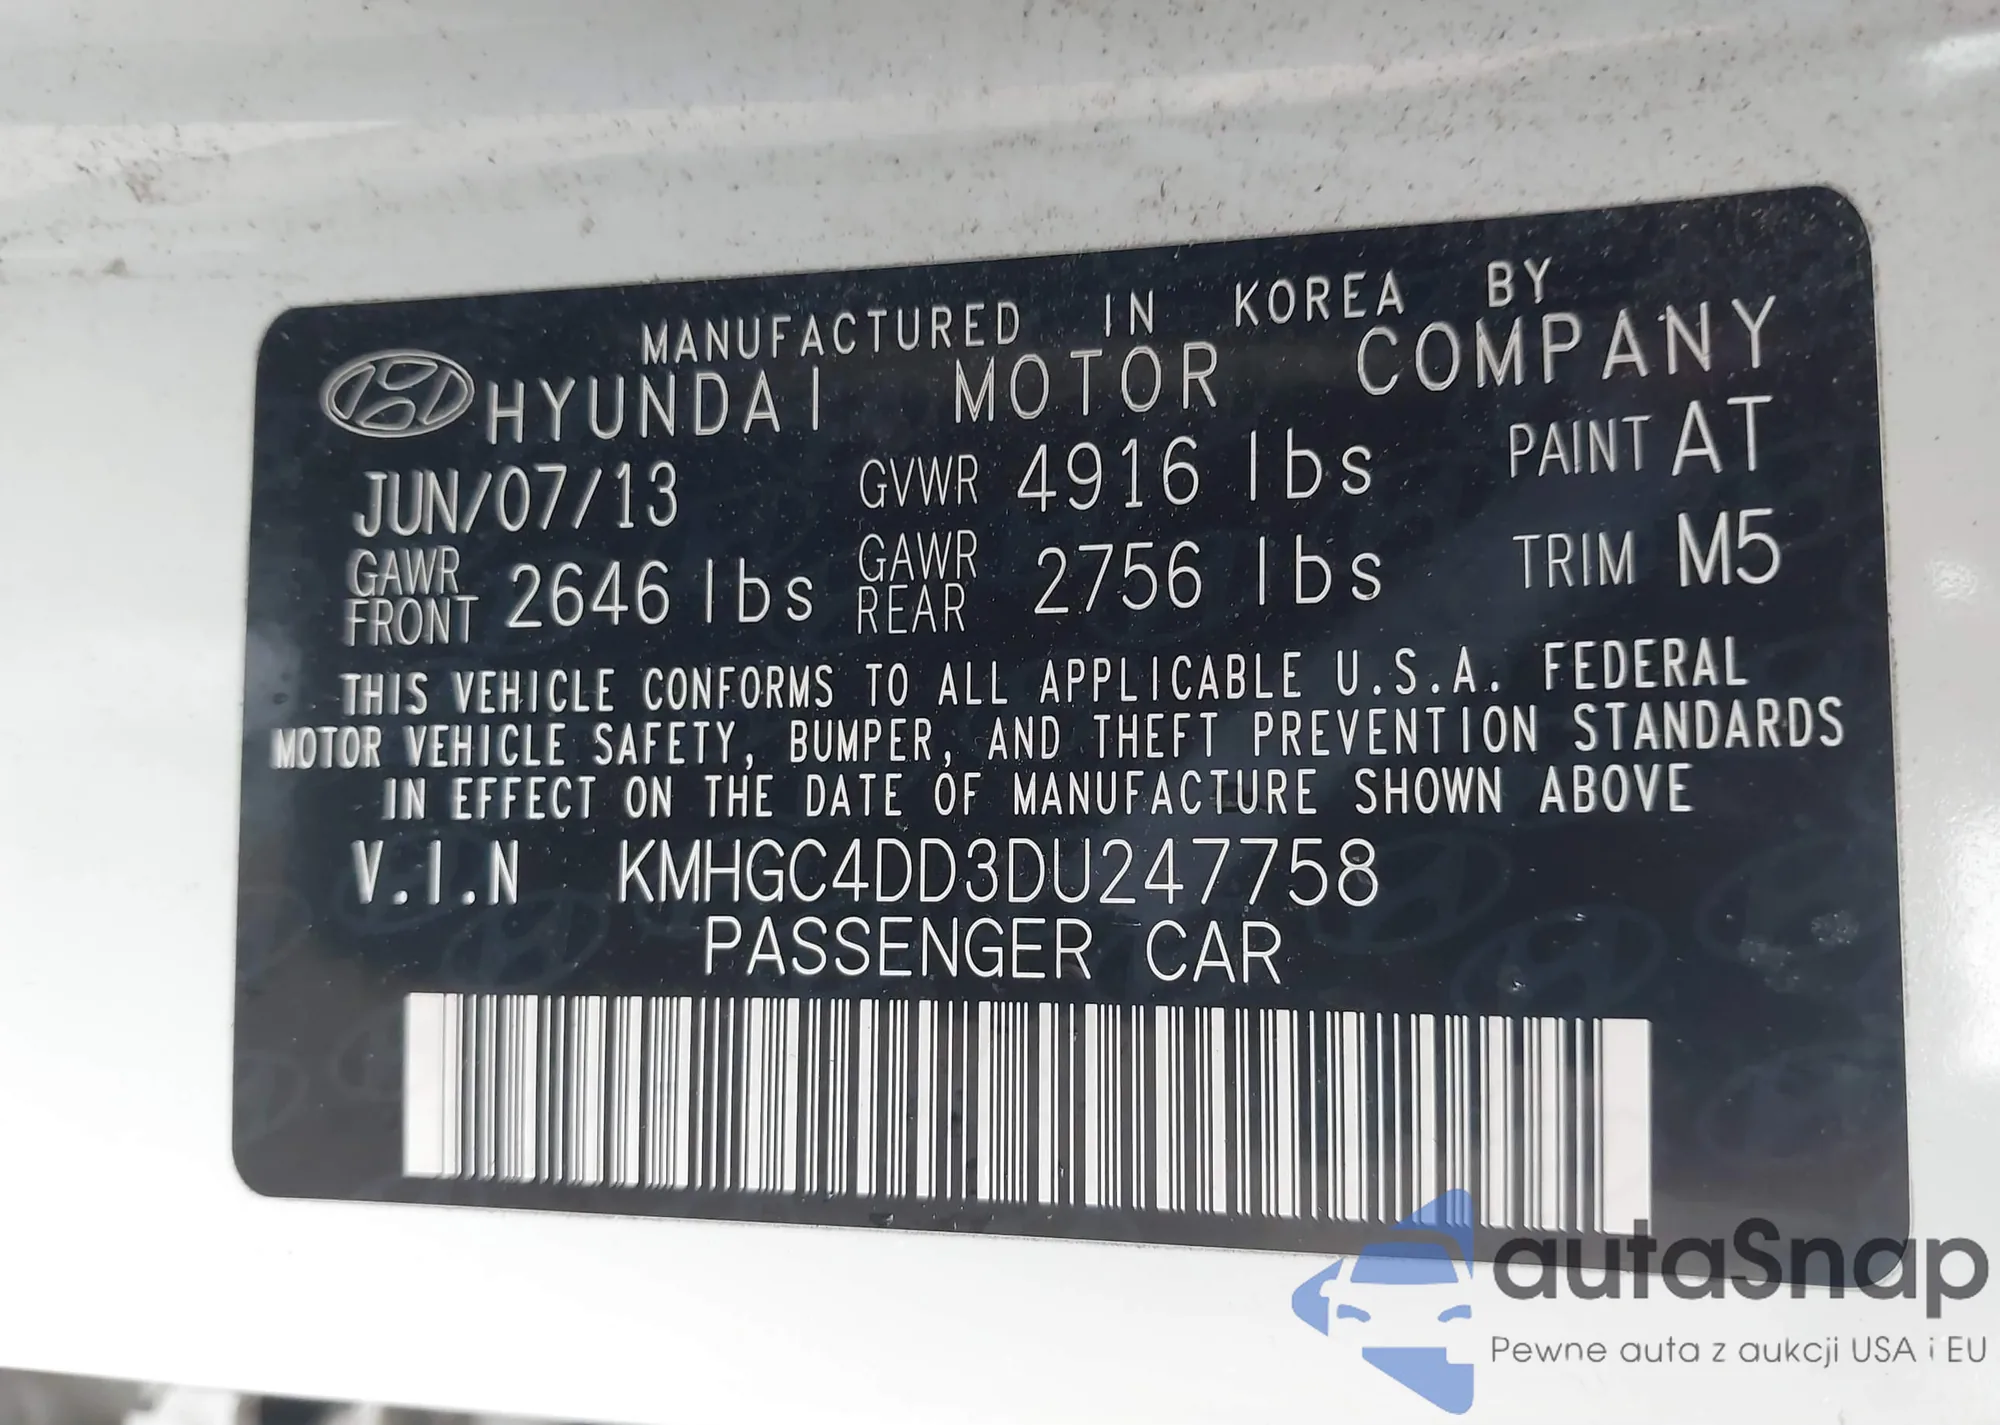 MANUFACTURED IN KOREA BY
HYUNDAI MOTOR COMPANY
JUN/07/13 GVWR 4916 lbs PAINT AT
GAWR FRONT 2646 lbs GAWR REAR 2756 lbs TRIM M5
THIS VEHICLE CONFORMS TO ALL APPLICABLE U.S.A. FEDERAL
MOTOR VEHICLE SAFETY, BUMPER, AND THEFT PREVENTION STANDARDS
IN EFFECT ON THE DATE OF MANUFACTURE SHOWN ABOVE
V.I.N KMHGC4DD3DU247758
PASSENGER CAR
autaSnap
Pewne auta z aukcji USA i EU